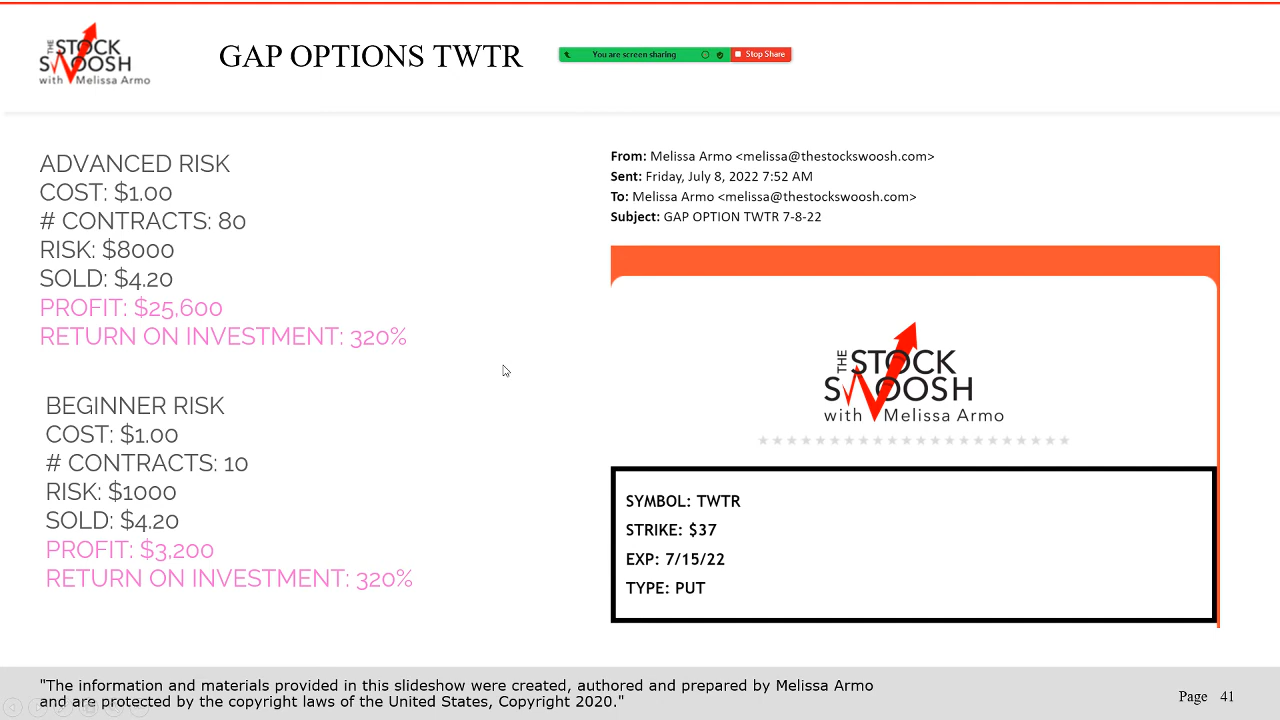 THE STOCK SWOOSH
with Melissa Armo
GAP OPTIONS TWTR
You are screen sharing
Stop Share
ADVANCED RISK
COST: $1.00
# CONTRACTS: 80
RISK: $8000
SOLD: $4.20
PROFIT: $25,600
RETURN ON INVESTMENT: 320%
BEGINNER RISK
COST: $1.00
# CONTRACTS: 10
RISK: $1000
SOLD: $4.20
PROFIT: $3,200
RETURN ON INVESTMENT: 320%
From: Melissa Armo <melissa@thestockswoosh.com>
Sent: Friday, July 8, 2022 7:52 AM
To: Melissa Armo <melissa@thestockswoosh.com>
Subject: GAP OPTION TWTR 7-8-22
THE STOCK
SWOOSH
with Melissa Armo
SYMBOL: TWTR
STRIKE: $37
EXP: 7/15/22
TYPE: PUT
"The information and materials provided in this slideshow were created, authored and prepared by Melissa Armo
and are protected by the copyright laws of the United States, Copyright 2020."
Page 41